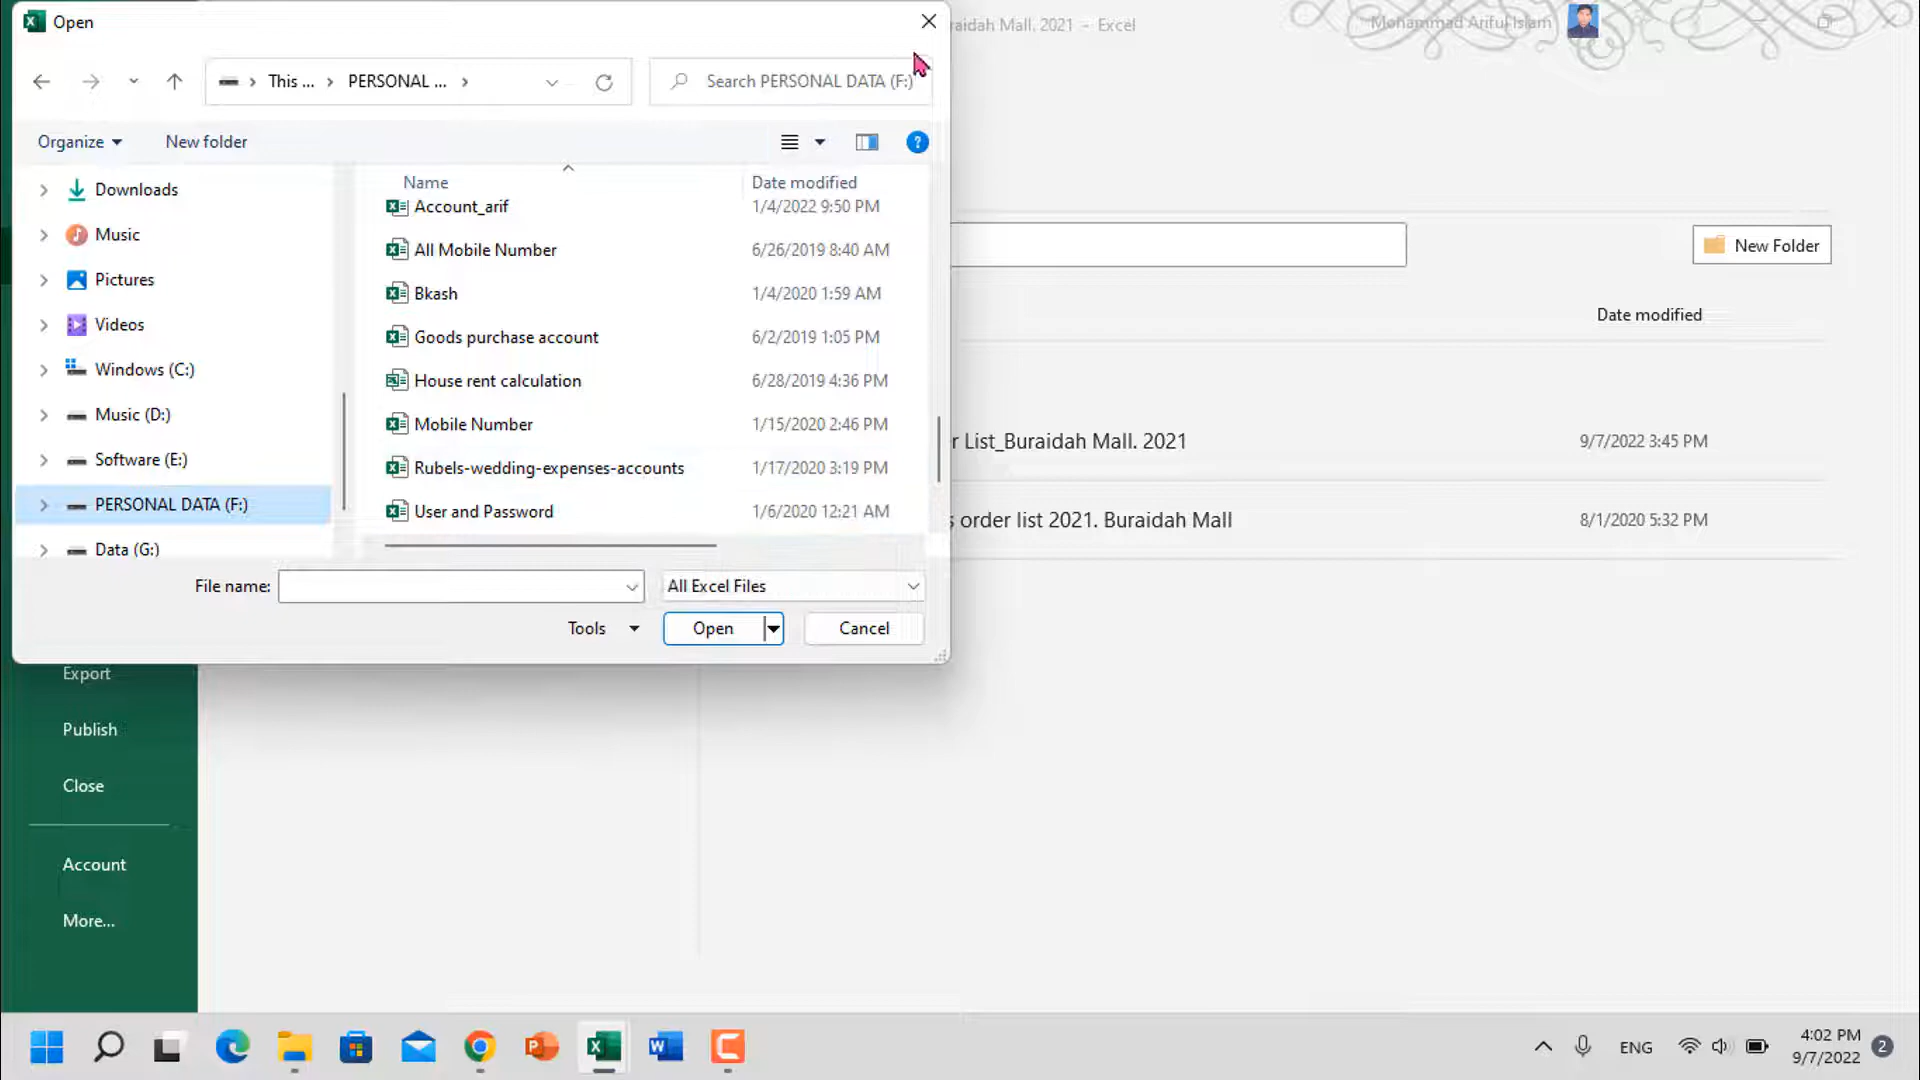 Open
aidah Mall. 2021 – Excel
Mohammad Ariful Islam
This ...
PERSONAL ...
Search PERSONAL DATA (F:)
Organize
New folder
?
Name
Date modified
Downloads
Music
Pictures
Videos
Windows (C:)
Music (D:)
Software (E:)
PERSONAL DATA (F:)
Data (G:)
Account_arif 1/4/2022 9:50 PM
All Mobile Number 6/26/2019 8:40 AM
Bkash 1/4/2020 1:59 AM
Goods purchase account 6/2/2019 1:05 PM
House rent calculation 6/28/2019 4:36 PM
Mobile Number 1/15/2020 2:46 PM
Rubels-wedding-expenses-accounts 1/17/2020 3:19 PM
User and Password 1/6/2020 12:21 AM
File name:
All Excel Files
Tools
Open
Cancel
New Folder
Date modified
r List_Buraidah Mall. 2021 9/7/2022 3:45 PM
s order list 2021. Buraidah Mall 8/1/2020 5:32 PM
Export
Publish
Close
Account
More...
ENG
4:02 PM
9/7/2022
2